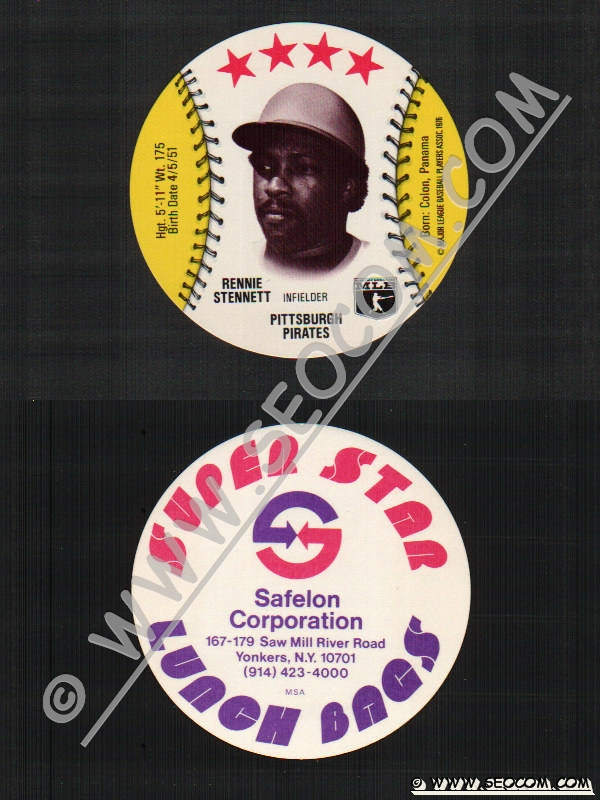 Hgt. 5'-11" Wt. 175
Birth Date 4/5/51
Born: Colon, Panama
© MAJOR LEAGUE BASEBALL PLAYERS ASSOC. 1976
RENNIE
STENNETT
INFIELDER
MLB
PITTSBURGH
PIRATES
SUPER STAR
Safelon
Corporation
167-179 Saw Mill River Road
Yonkers, N.Y. 10701
(914) 423-4000
MSA
LUNCH BAGS
© WWW.SEOCOM.COM
© WWW.SEOCOM.COM